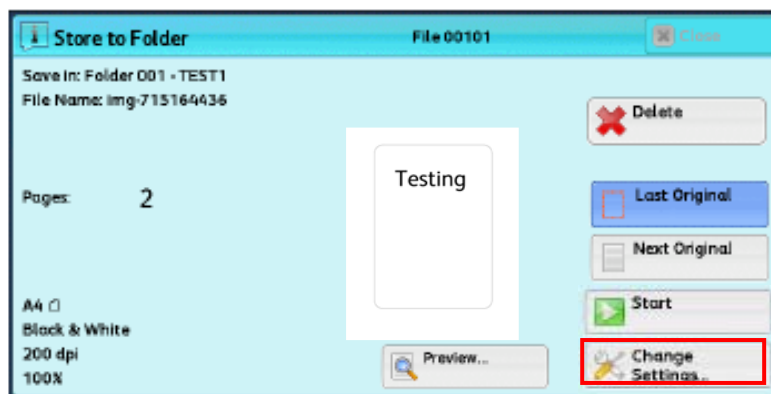 Store to Folder
File 00101
Close
Save in: Folder 001 - TEST1
File Name: img-715164436
Delete
Testing
Pages: 2
Last Original
Next Original
A4
Start
Black & White
200 dpi
Preview...
Change
Settings...
100%